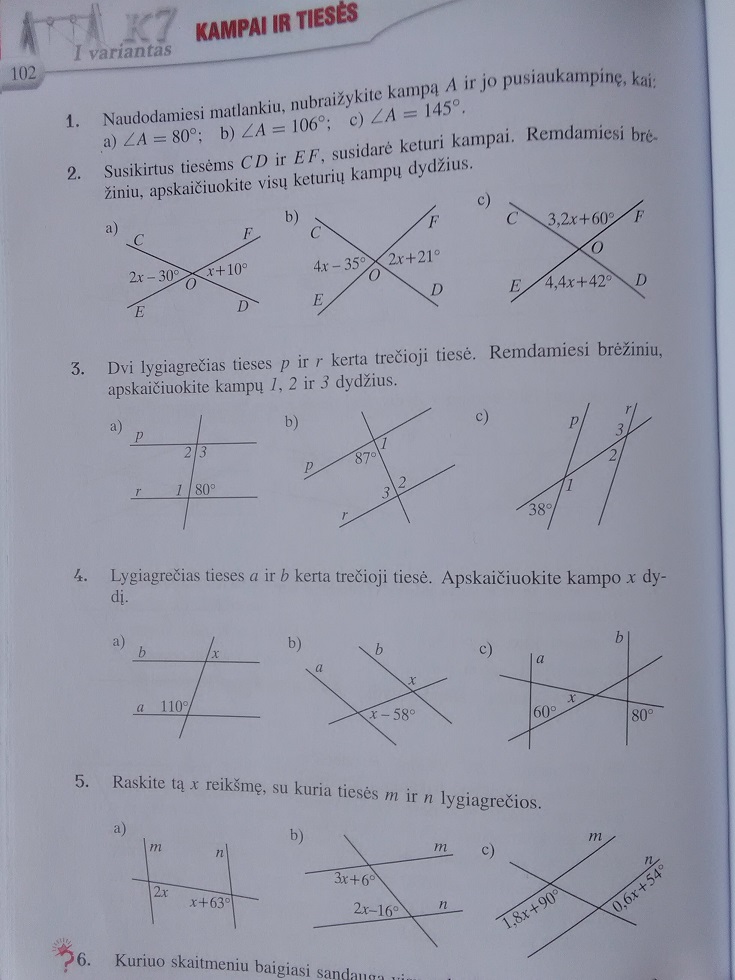 K7
I variantas
KAMPAI IR TIESĖS
102
1. Naudodamiesi matlankiu, nubraižykite kampą A ir jo pusiaukampinę, kai:
a) ∠A = 80°; b) ∠A = 106°; c) ∠A = 145°.
2. Susikirtus tiesėms CD ir EF, susidarė keturi kampai. Remdamiesi brė-
žiniu, apskaičiuokite visų keturių kampų dydžius.
a) C F 2x – 30° x+10° O E D
b) C F 4x – 35° 2x+21° O E D
c) C 3,2x+60° F O E 4,4x+42° D
3. Dvi lygiagrečias tieses p ir r kerta trečioji tiesė. Remdamiesi brėžiniu,
apskaičiuokite kampų 1, 2 ir 3 dydžius.
a) p 2 3 r 1 80°
b) 1 87° p 2 3 r
c) p r 3 2 1 38°
4. Lygiagrečias tieses a ir b kerta trečioji tiesė. Apskaičiuokite kampo x dy-
dį.
a) b x a 110°
b) b a x x – 58°
c) b a x 60° 80°
5. Raskite tą x reikšmę, su kuria tiesės m ir n lygiagrečios.
a) m n 2x x+63°
b) m 3x+6° 2x–16° n
c) m n 1,8x+90° 0,6x+54°
?6. Kuriuo skaitmeniu baigiasi sandauga